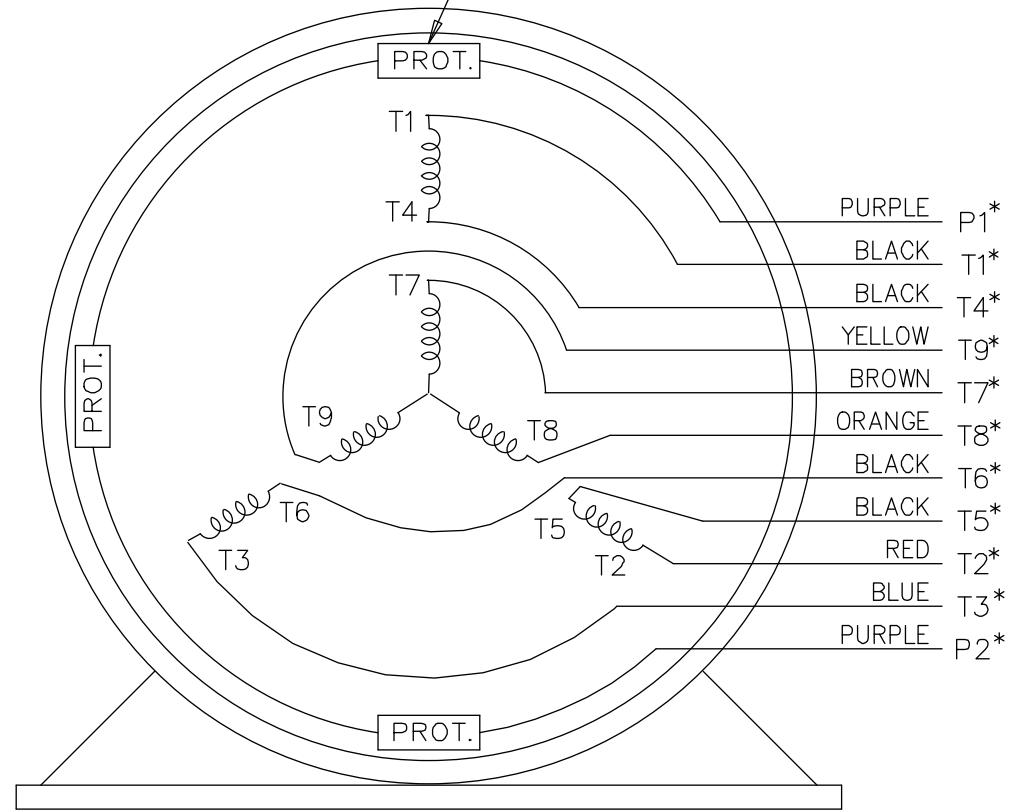 PROT.
T1
T4
T7
T9
T8
T6
T5
T3
T2
PROT.
PROT.
PURPLE P1*
BLACK T1*
BLACK T4*
YELLOW T9*
BROWN T7*
ORANGE T8*
BLACK T6*
BLACK T5*
RED T2*
BLUE T3*
PURPLE P2*